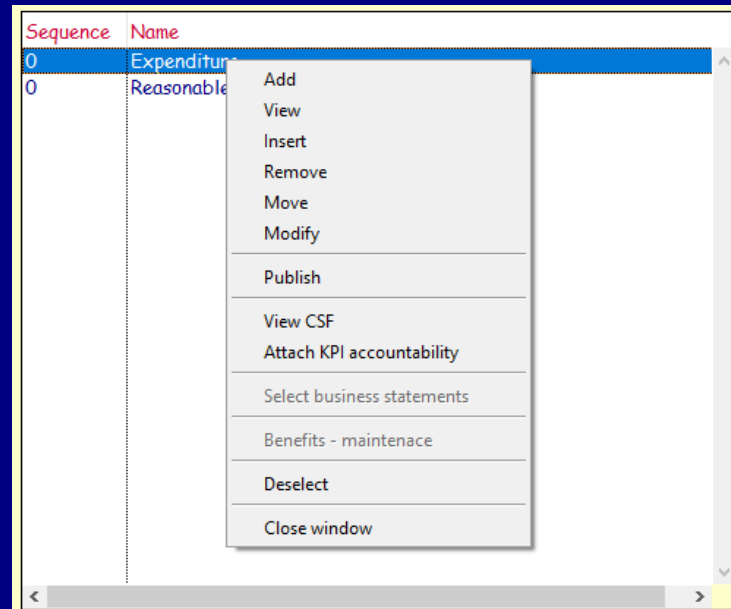 Sequence Name
0 Expenditure
0 Reasonable
Add
View
Insert
Remove
Move
Modify
Publish
View CSF
Attach KPI accountability
Select business statements
Benefits - maintenace
Deselect
Close window